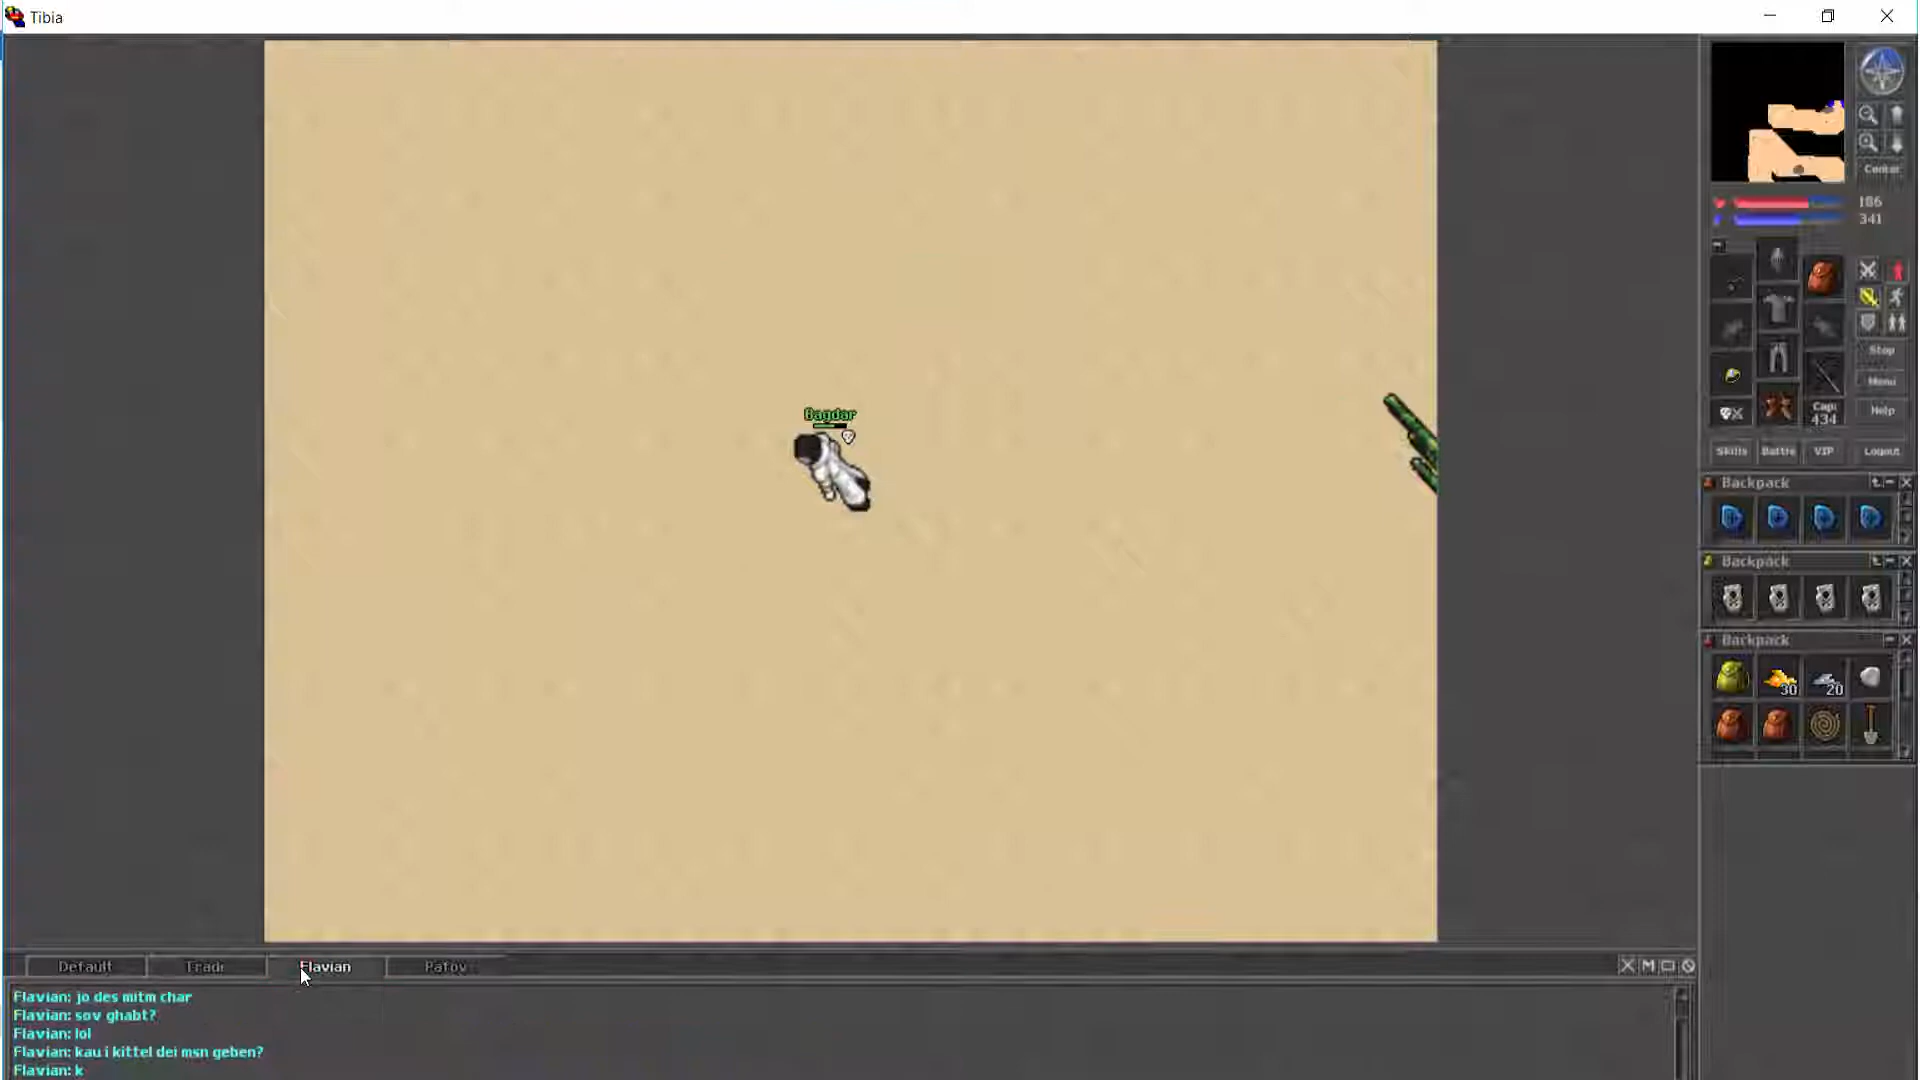 Tibia
Center
186
341
Bagdar
Stop
Menu
Help
Cap:
434
Skills
Battle
VIP
Logout
Backpack
Backpack
Backpack
30
20
Default
Trade
Flavian
Flavian: jo des mitm char
Flavian: sov ghabt?
Flavian: lol
Flavian: kau i kittel dei msn geben?
Flavian: k